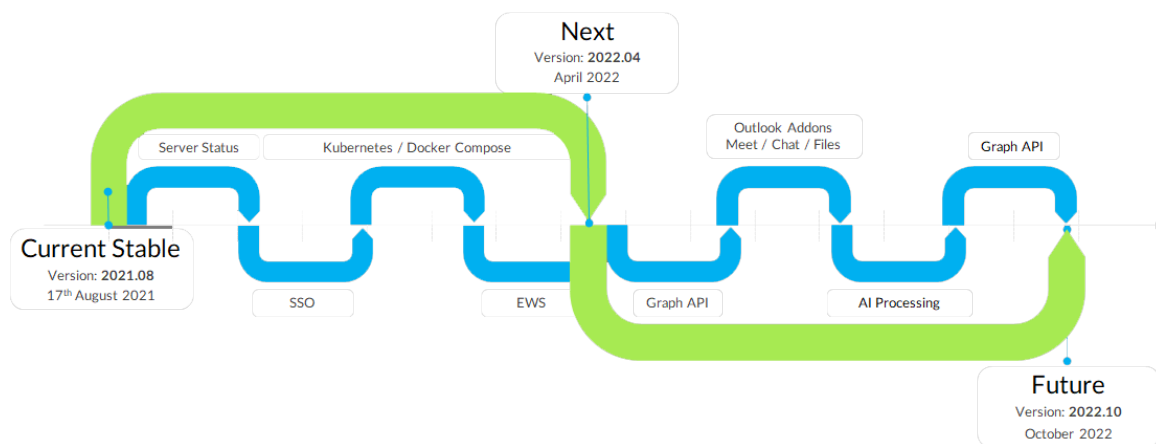 Next
Version: 2022.04
April 2022
Server Status
Kubernetes / Docker Compose
Outlook Addons
Meet / Chat / Files
Graph API
Current Stable
Version: 2021.08
17th August 2021
SSO
EWS
Graph API
AI Processing
Future
Version: 2022.10
October 2022